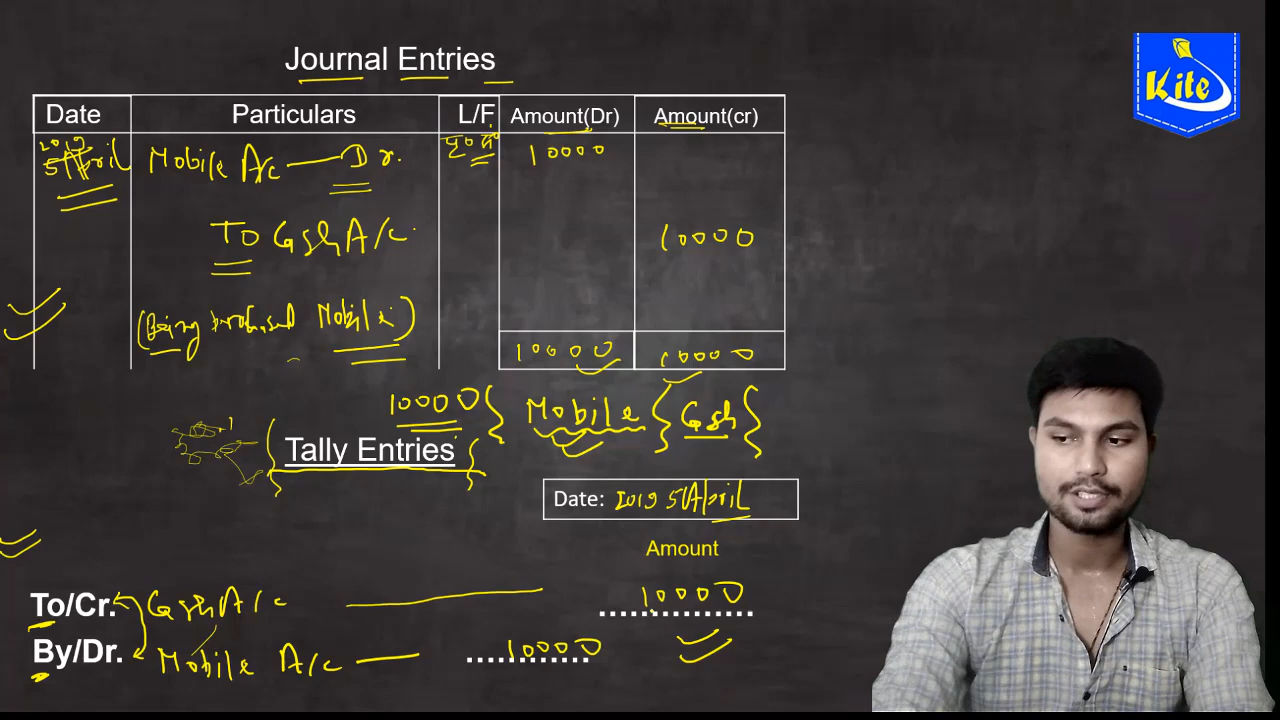 Journal Entries
Kite
Date Particulars L/F Amount(Dr) Amount(cr)
2019
5/April Mobile A/c Dr. 10000
To Cash A/c. 10000
(Being Mobile)
10000 10000
10000 } Mobile { Cash }
Tally Entries
Date: 2019 5/April
Amount
To/Cr. Cash A/c 10000
By/Dr. Mobile A/c 10000